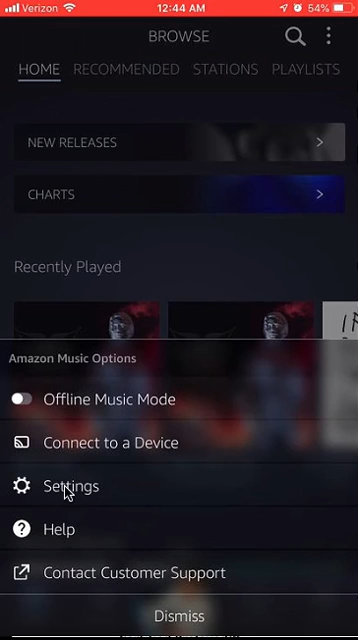 Verizon 12:44 AM 54%
BROWSE
HOME RECOMMENDED STATIONS PLAYLISTS
NEW RELEASES
CHARTS
Recently Played
Amazon Music Options
Offline Music Mode
Connect to a Device
Settings
Help
Contact Customer Support
Dismiss